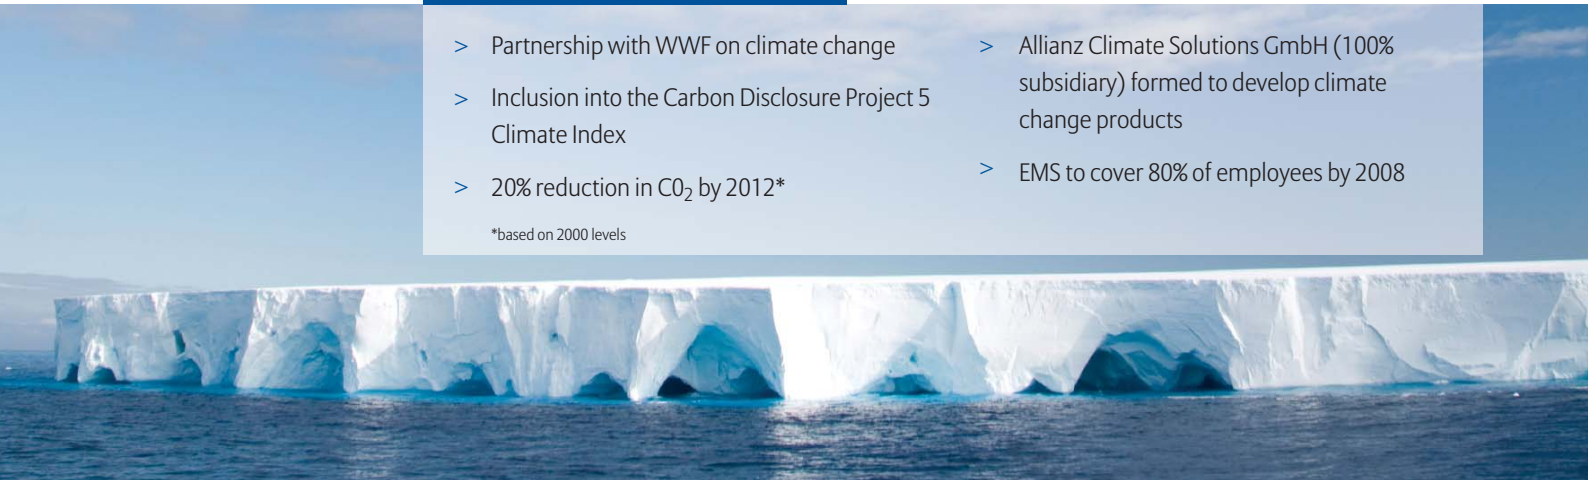 > Partnership with WWF on climate change
> Inclusion into the Carbon Disclosure Project 5
Climate Index
> 20% reduction in C0₂ by 2012*
*based on 2000 levels
> Allianz Climate Solutions GmbH (100%
subsidiary) formed to develop climate
change products
> EMS to cover 80% of employees by 2008